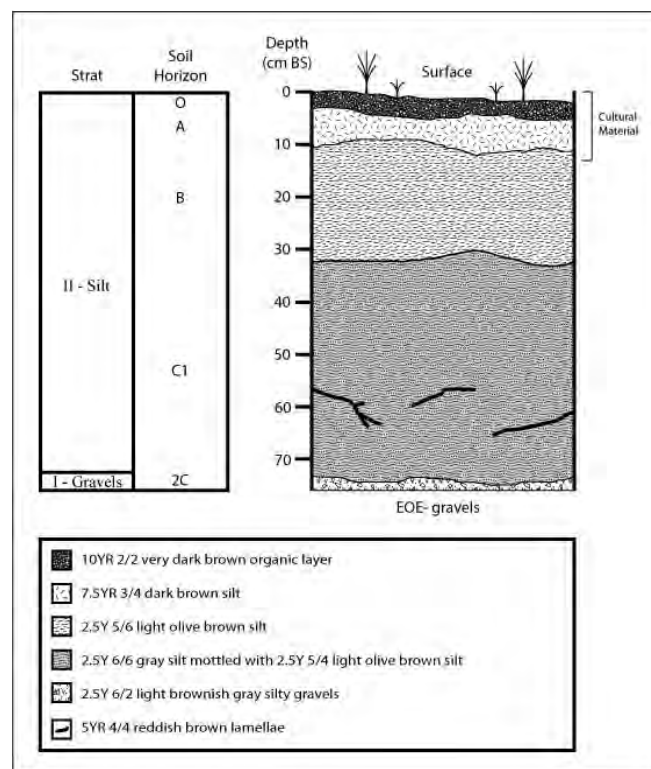 Strat
Soil
Horizon
Depth
(cm BS)
Surface
O
A
B
C1
2C
II - Silt
I - Gravels
0
10
20
30
40
50
60
70
Cultural
Material
EOE- gravels
10YR 2/2 very dark brown organic layer
7.5YR 3/4 dark brown silt
2.5Y 5/6 light olive brown silt
2.5Y 6/6 gray silt mottled with 2.5Y 5/4 light olive brown silt
2.5Y 6/2 light brownish gray silty gravels
5YR 4/4 reddish brown lamellae